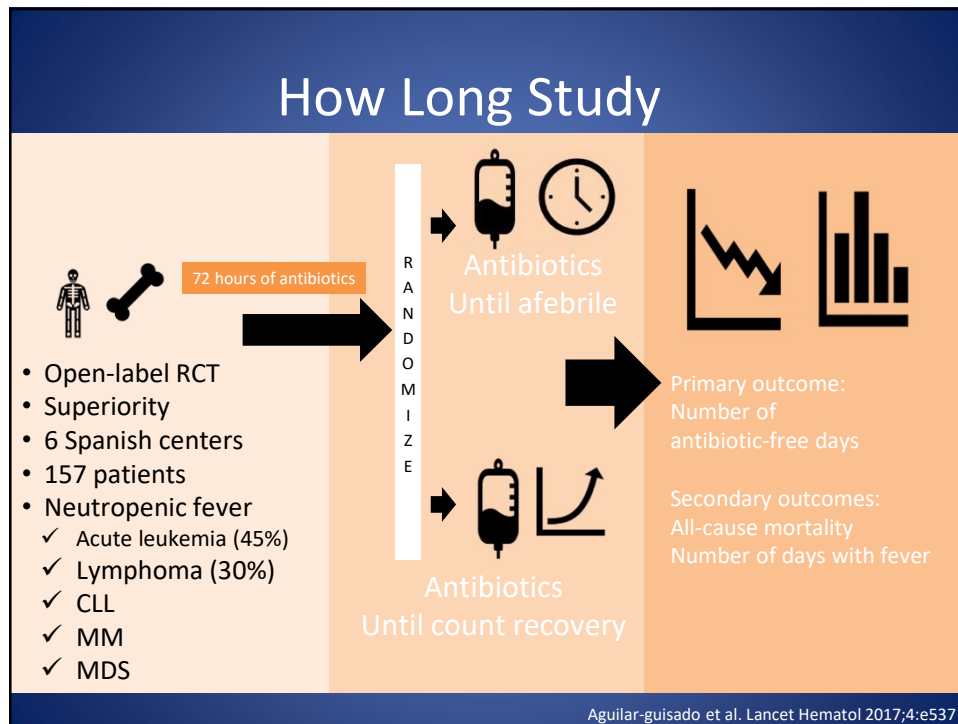 How Long Study
72 hours of antibiotics
• Open-label RCT
• Superiority
• 6 Spanish centers
• 157 patients
• Neutropenic fever
✓ Acute leukemia (45%)
✓ Lymphoma (30%)
✓ CLL
✓ MM
✓ MDS
RANDOMIZE
Antibiotics
Until afebrile
Antibiotics
Until count recovery
Primary outcome:
Number of
antibiotic-free days
Secondary outcomes:
All-cause mortality
Number of days with fever
Aguilar-guisado et al. Lancet Hematol 2017;4:e537